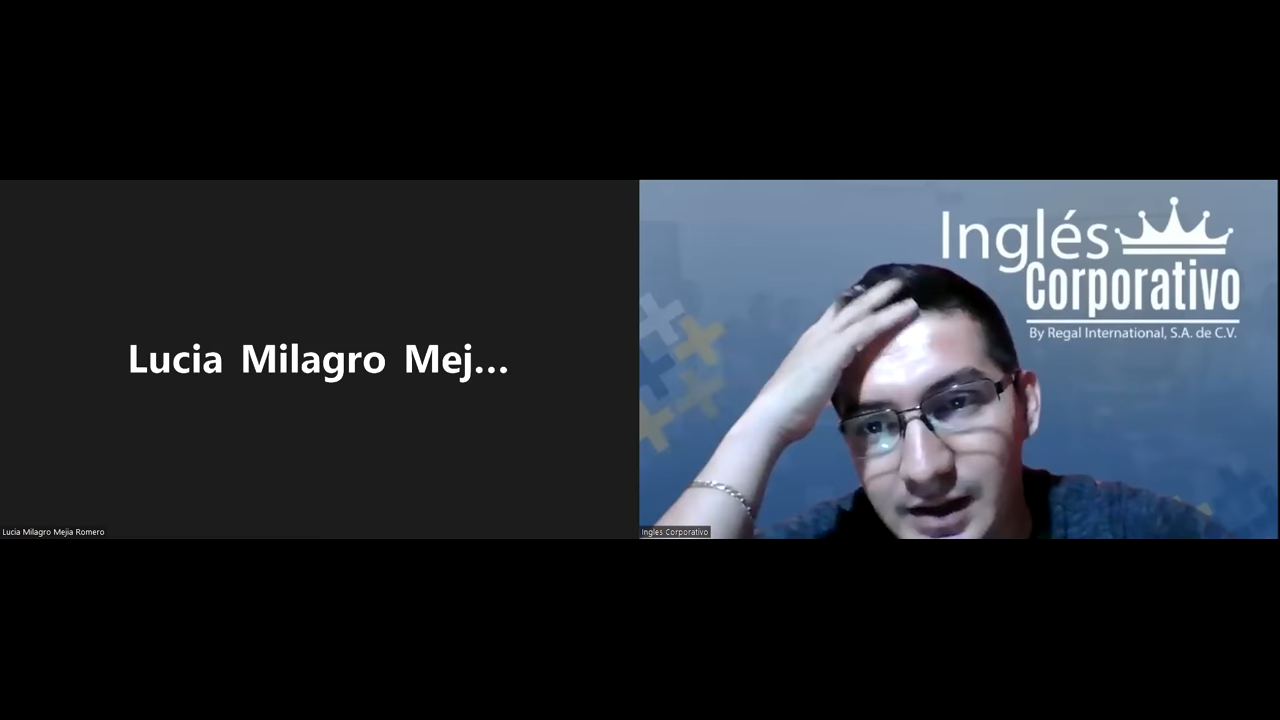 Lucia Milagro Mej...
Lucia Milagro Mejia Romero
Inglés
Corporativo
By Regal International, S.A. de C.V.
Ingles Corporativo